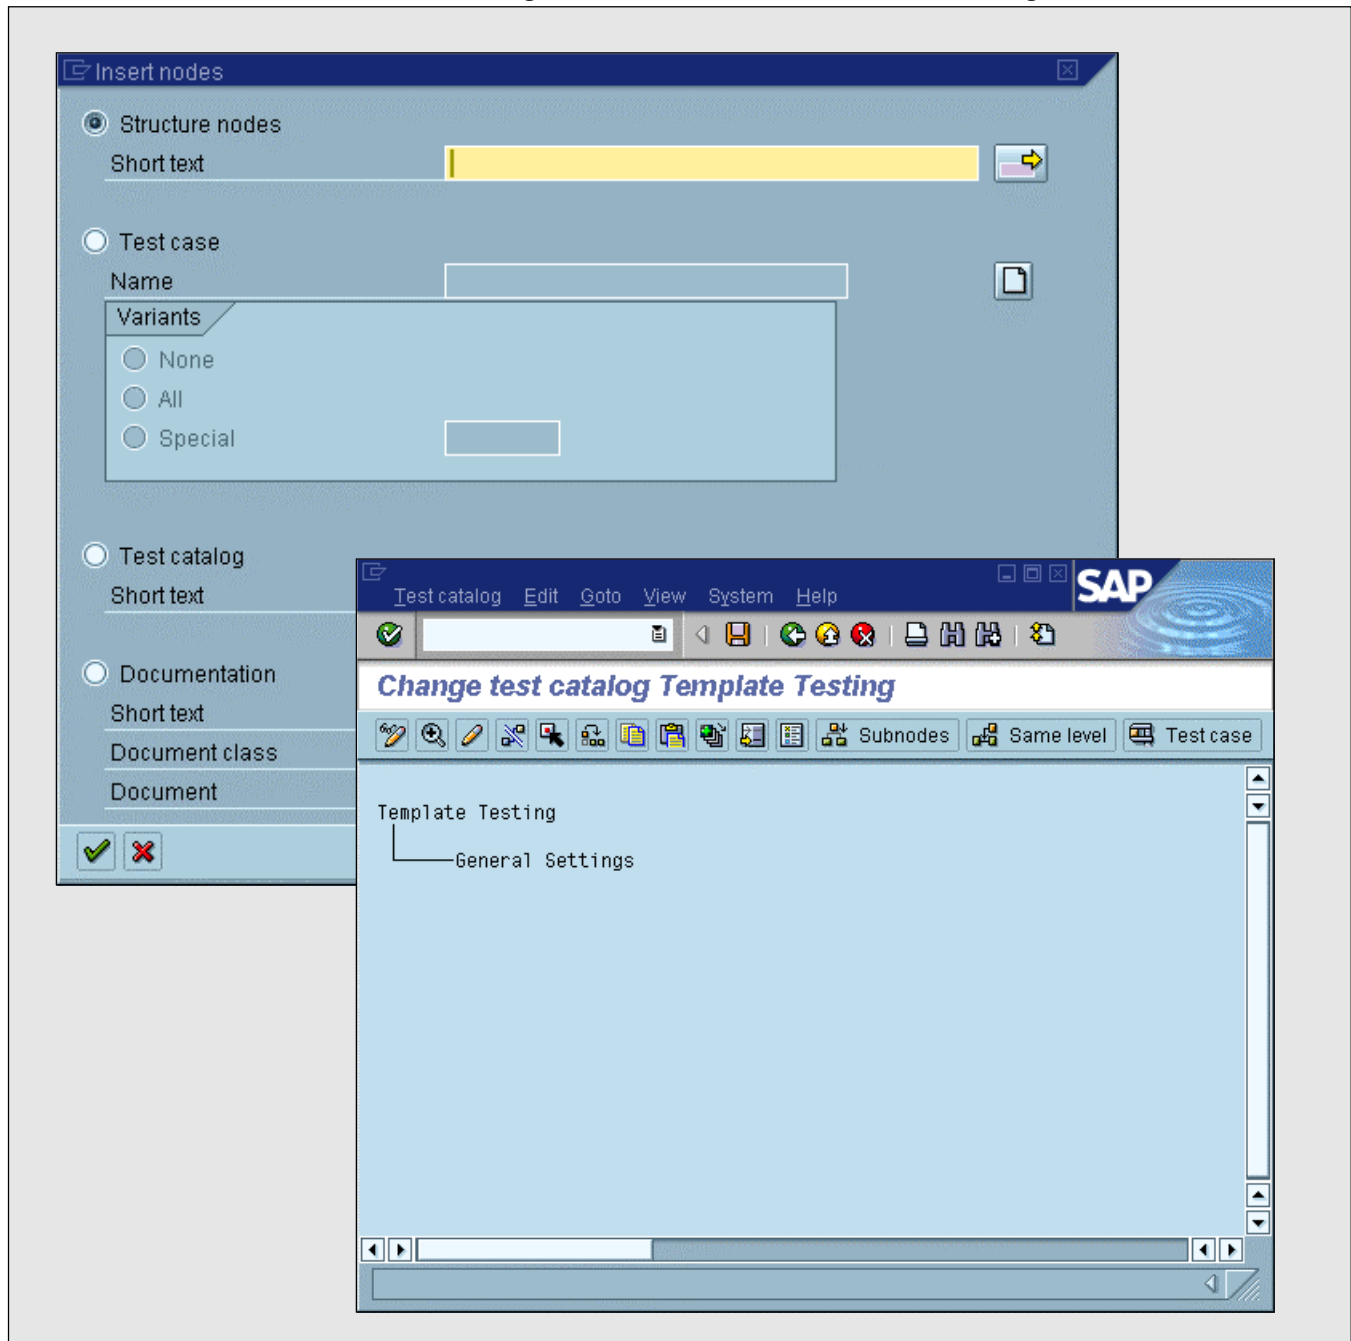 Insert nodes
Structure nodes
Short text
Test case
Name
Variants
None
All
Special
Test catalog
Short text
Documentation
Short text
Document class
Document
SAP
Test catalog Edit Goto View System Help
Change test catalog Template Testing
Subnodes Same level Test case
Template Testing
General Settings